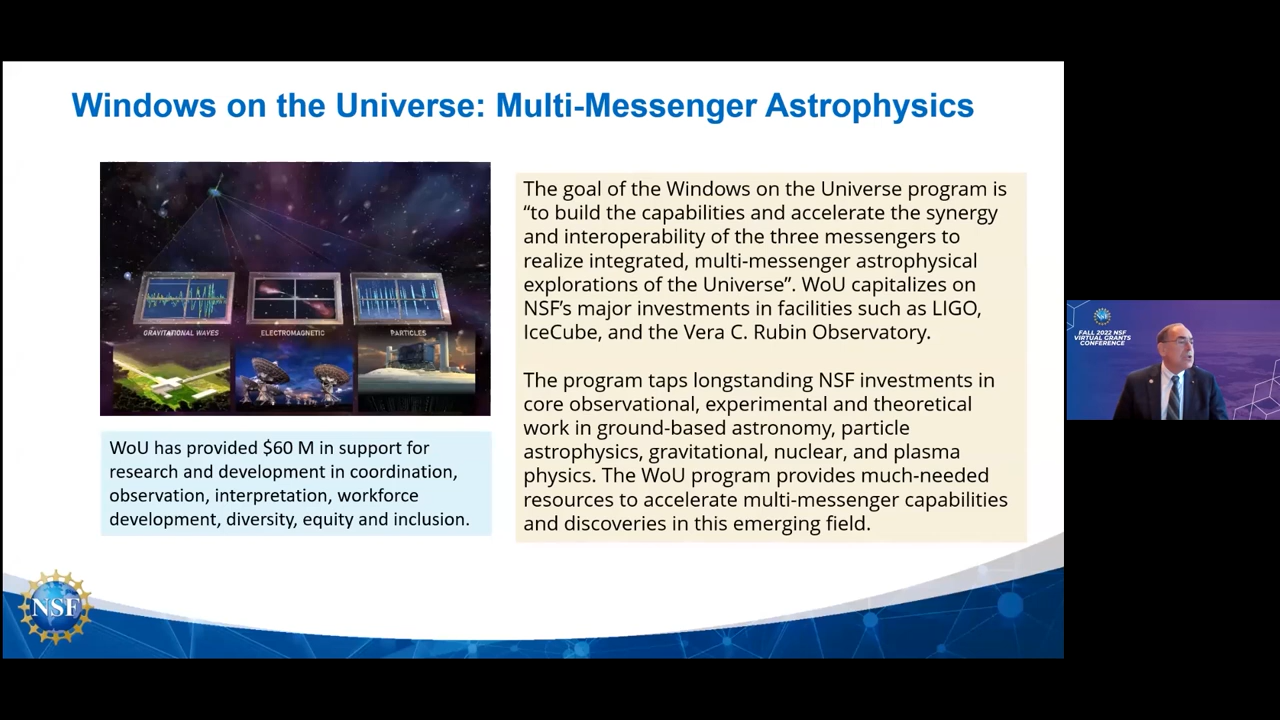 Windows on the Universe: Multi-Messenger Astrophysics
GRAVITATIONAL WAVES
ELECTROMAGNETIC
PARTICLES
WoU has provided $60 M in support for
research and development in coordination,
observation, interpretation, workforce
development, diversity, equity and inclusion.
The goal of the Windows on the Universe program is
“to build the capabilities and accelerate the synergy
and interoperability of the three messengers to
realize integrated, multi-messenger astrophysical
explorations of the Universe”. WoU capitalizes on
NSF’s major investments in facilities such as LIGO,
IceCube, and the Vera C. Rubin Observatory.
The program taps longstanding NSF investments in
core observational, experimental and theoretical
work in ground-based astronomy, particle
astrophysics, gravitational, nuclear, and plasma
physics. The WoU program provides much-needed
resources to accelerate multi-messenger capabilities
and discoveries in this emerging field.
NSF
FALL 2022 NSF
VIRTUAL GRANTS
CONFERENCE